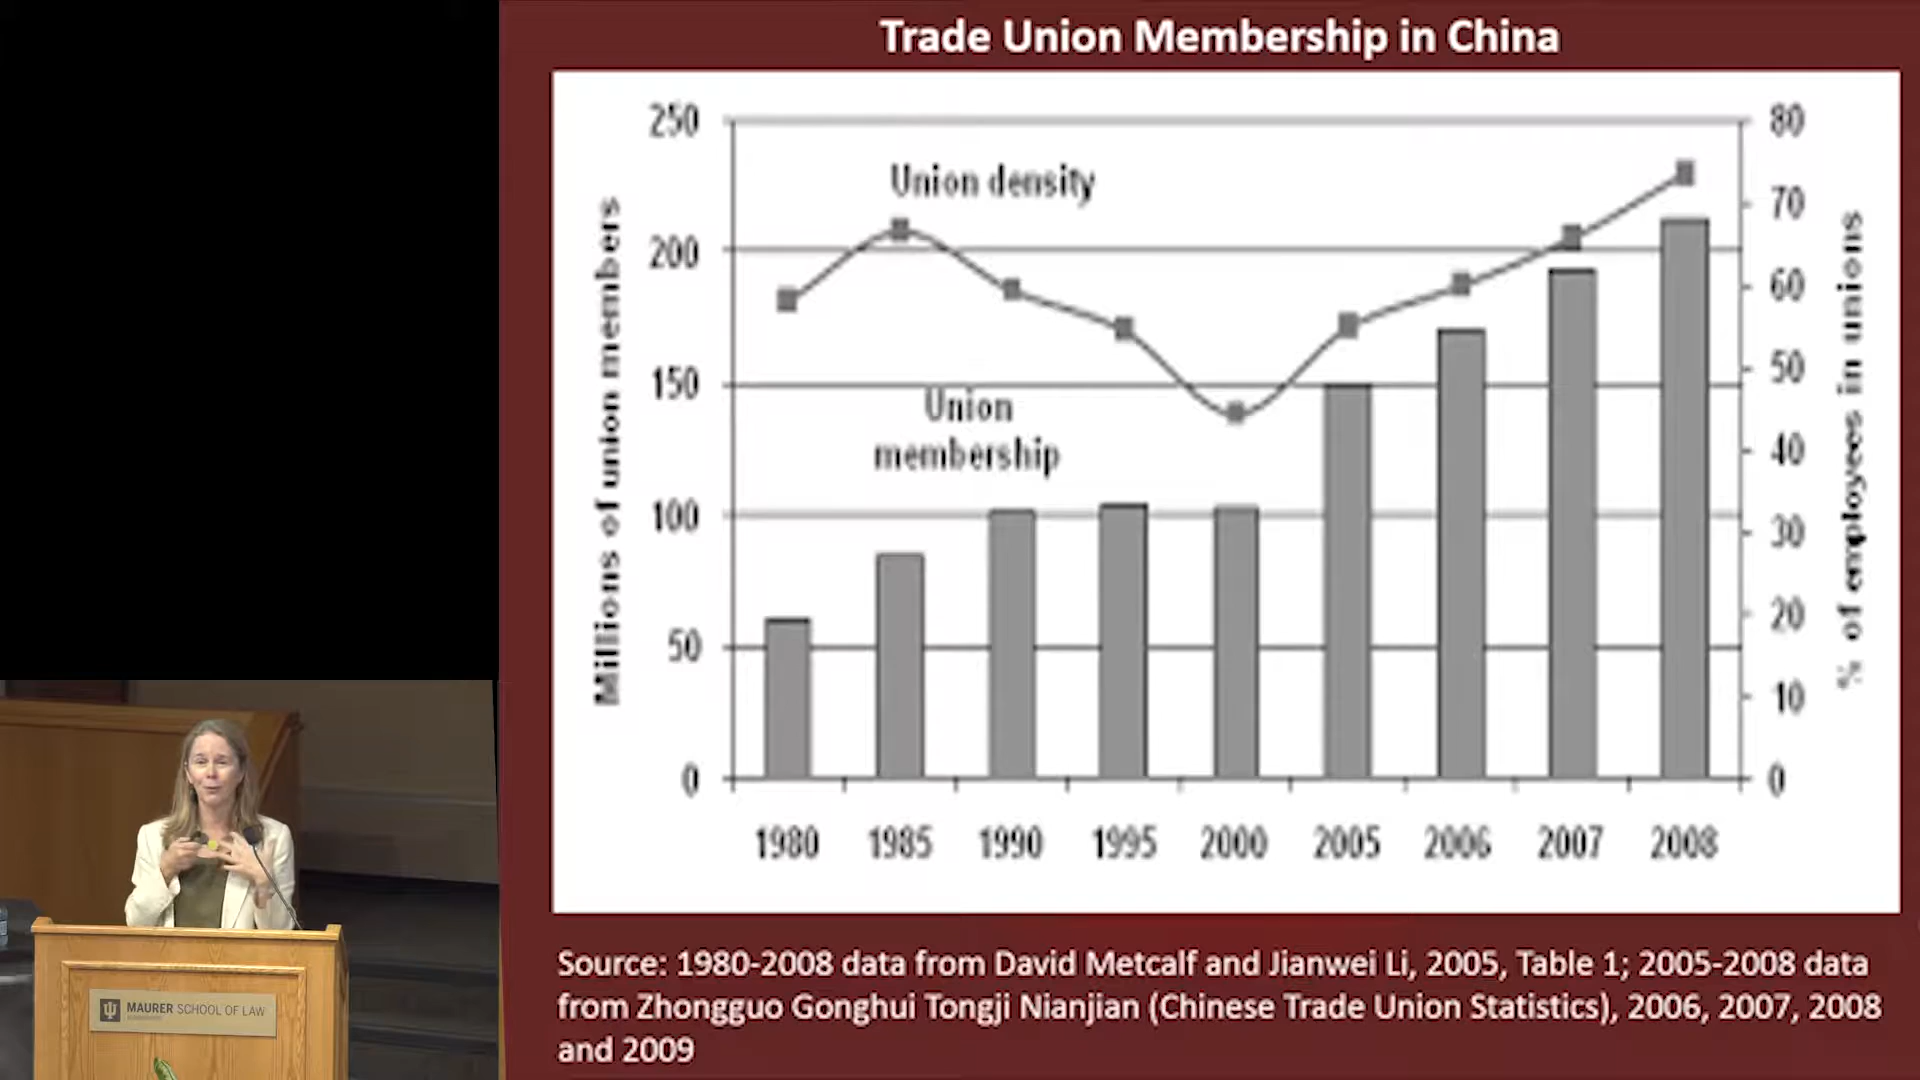 Trade Union Membership in China
250
200
150
100
50
0
Millions of union members
80
70
60
50
40
30
20
10
0
% of employees in unions
Union density
Union
membership
1980 1985 1990 1995 2000 2005 2006 2007 2008
Source: 1980-2008 data from David Metcalf and Jianwei Li, 2005, Table 1; 2005-2008 data
from Zhongguo Gonghui Tongji Nianjian (Chinese Trade Union Statistics), 2006, 2007, 2008
and 2009
MAURER SCHOOL OF LAW